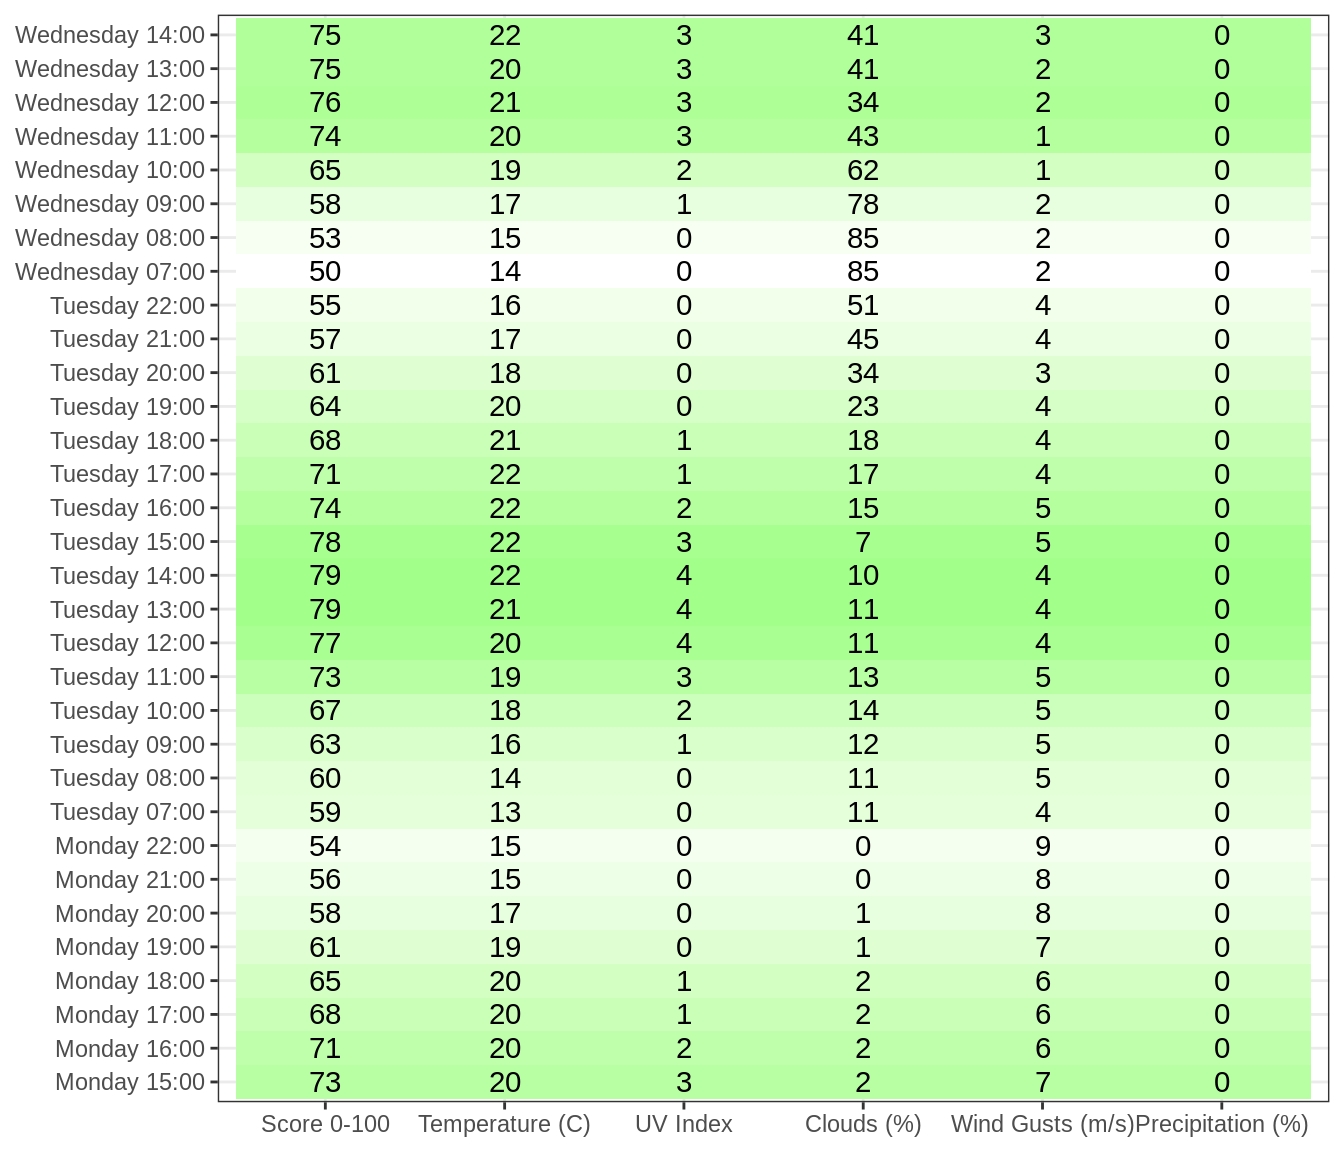 Wednesday 14:00 75 22 3 41 3 0
Wednesday 13:00 75 20 3 41 2 0
Wednesday 12:00 76 21 3 34 2 0
Wednesday 11:00 74 20 3 43 1 0
Wednesday 10:00 65 19 2 62 1 0
Wednesday 09:00 58 17 1 78 2 0
Wednesday 08:00 53 15 0 85 2 0
Wednesday 07:00 50 14 0 85 2 0
Tuesday 22:00 55 16 0 51 4 0
Tuesday 21:00 57 17 0 45 4 0
Tuesday 20:00 61 18 0 34 3 0
Tuesday 19:00 64 20 0 23 4 0
Tuesday 18:00 68 21 1 18 4 0
Tuesday 17:00 71 22 1 17 4 0
Tuesday 16:00 74 22 2 15 5 0
Tuesday 15:00 78 22 3 7 5 0
Tuesday 14:00 79 22 4 10 4 0
Tuesday 13:00 79 21 4 11 4 0
Tuesday 12:00 77 20 4 11 4 0
Tuesday 11:00 73 19 3 13 5 0
Tuesday 10:00 67 18 2 14 5 0
Tuesday 09:00 63 16 1 12 5 0
Tuesday 08:00 60 14 0 11 5 0
Tuesday 07:00 59 13 0 11 4 0
Monday 22:00 54 15 0 0 9 0
Monday 21:00 56 15 0 0 8 0
Monday 20:00 58 17 0 1 8 0
Monday 19:00 61 19 0 1 7 0
Monday 18:00 65 20 1 2 6 0
Monday 17:00 68 20 1 2 6 0
Monday 16:00 71 20 2 2 6 0
Monday 15:00 73 20 3 2 7 0
Score 0-100 Temperature (C) UV Index Clouds (%) Wind Gusts (m/s) Precipitation (%)